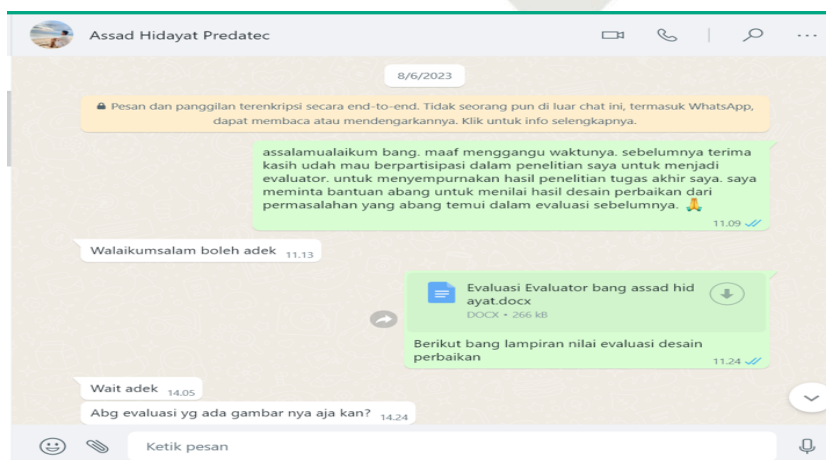 Assad Hidayat Predatec
8/6/2023
Pesan dan panggilan terenkripsi secara end-to-end. Tidak seorang pun di luar chat ini, termasuk WhatsApp,
dapat membaca atau mendengarkannya. Klik untuk info selengkapnya.
assalamualaikum bang. maaf menggangu waktunya. sebelumnya terima
kasih udah mau berpartisipasi dalam penelitian saya untuk menjadi
evaluator. untuk menyempurnakan hasil penelitian tugas akhir saya. saya
meminta bantuan abang untuk menilai hasil desain perbaikan dari
permasalahan yang abang temui dalam evaluasi sebelumnya. 🙏
11.09
Walaikumsalam boleh adek 11.13
Evaluasi Evaluator bang assad hid
ayat.docx
DOCX • 266 kB
Berikut bang lampiran nilai evaluasi desain
perbaikan
11.24
Wait adek 14.05
Abg evaluasi yg ada gambar nya aja kan? 14.24
Ketik pesan